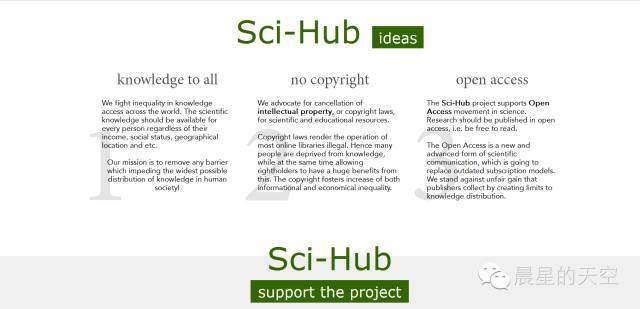 Sci-Hub ideas
knowledge to all
We fight inequality in knowledge
access across the world. The scientific
knowledge should be available for
every person regardless of their
income, social status, geographical
location and etc.
Our mission is to remove any barrier
which impeding the widest possible
distribution of knowledge in human
society!
1
no copyright
We advocate for cancellation of
intellectual property, or copyright laws,
for scientific and educational resources.
Copyright laws render the operation of
most online libraries illegal. Hence many
people are deprived from knowledge,
while at the same time allowing
rightholders to have a huge benefits from
this. The copyright fosters increase of both
informational and economical inequality.
2
open access
The Sci-Hub project supports Open
Access movement in science.
Research should be published in open
access, i.e. be free to read.
The Open Access is a new and
advanced form of scientific
communication, which is going to
replace outdated subscription models.
We stand against unfair gain that
publishers collect by creating limits to
knowledge distribution.
3
Sci-Hub
support the project
晨星的天空